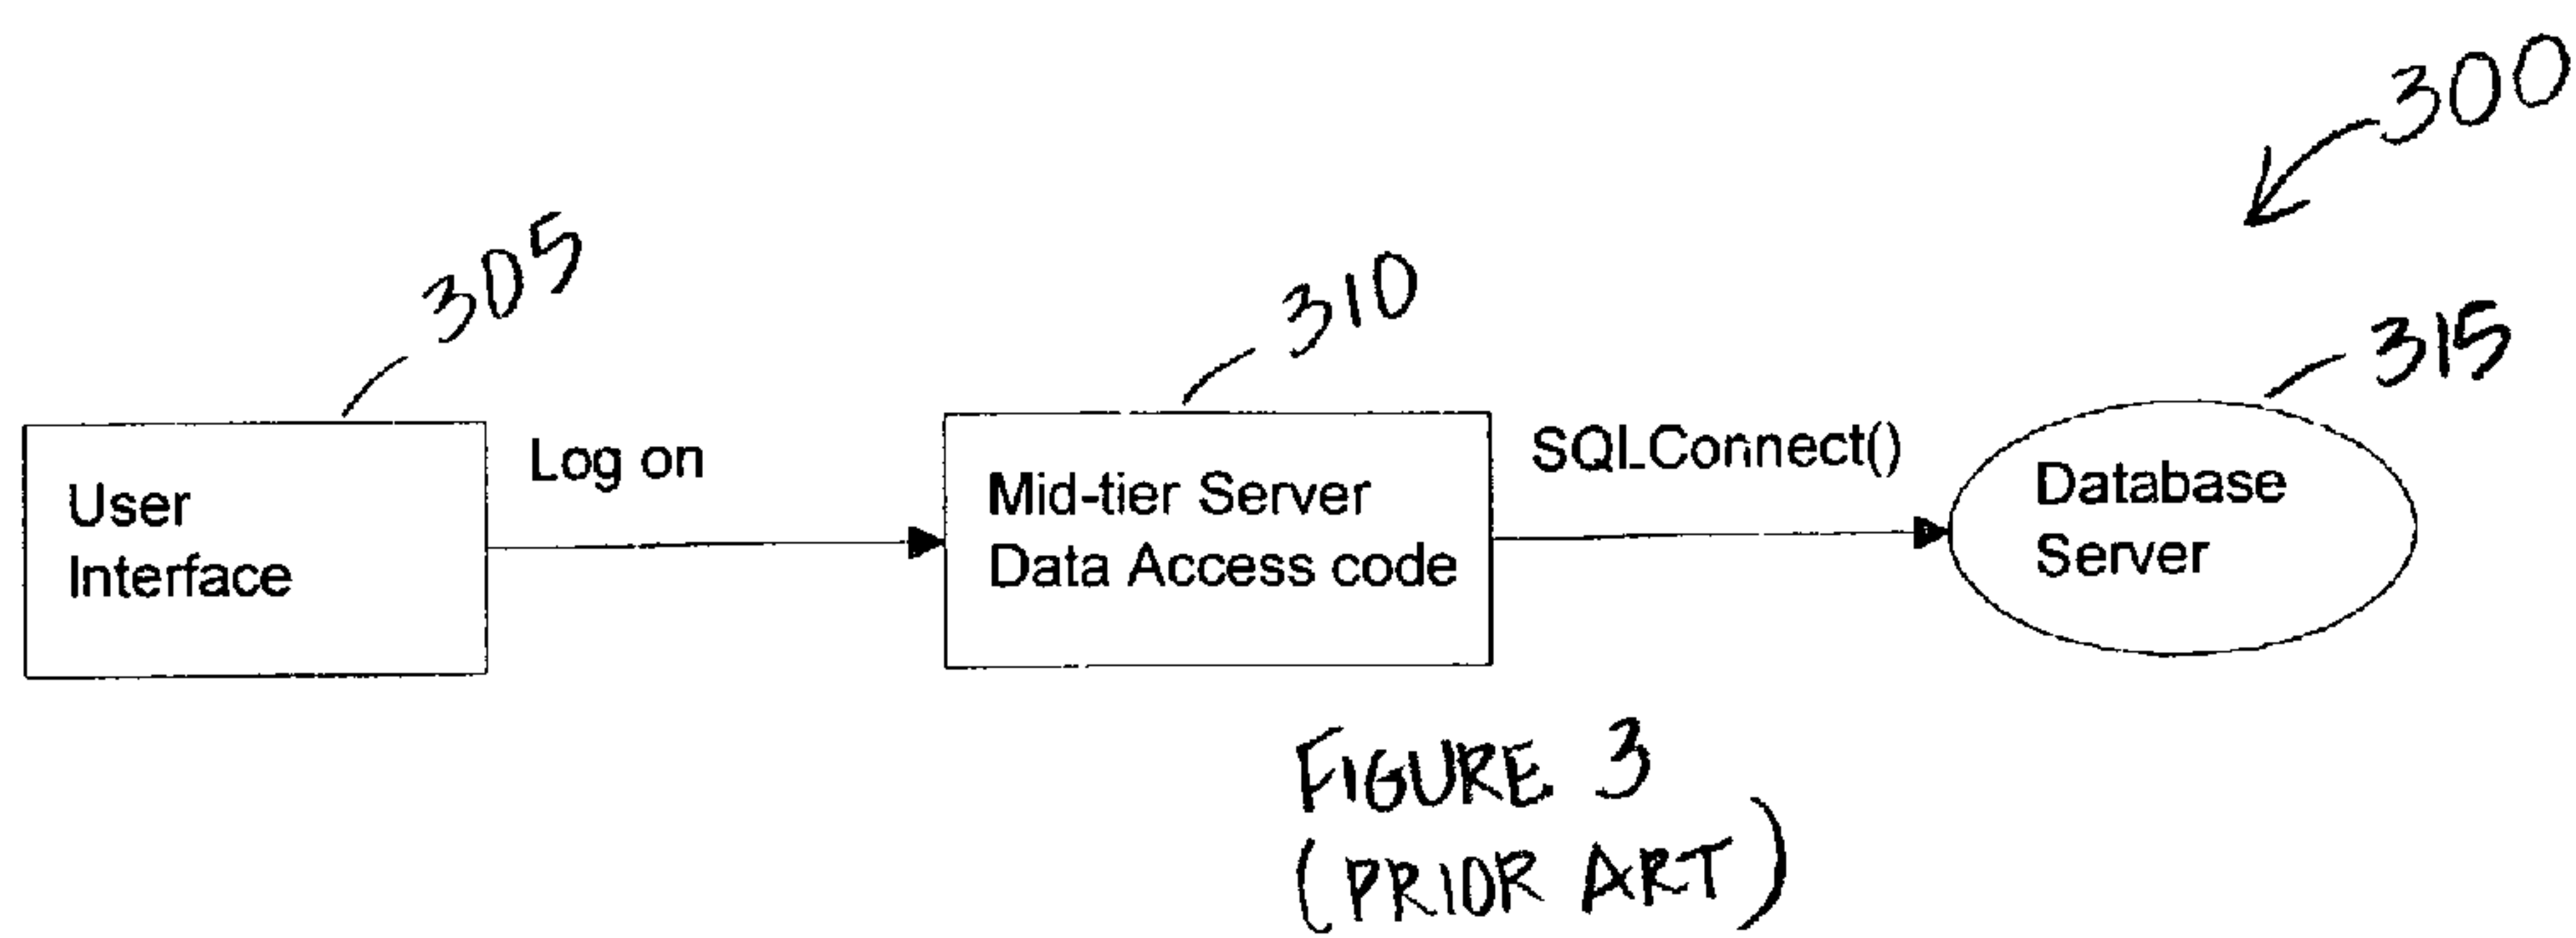 300
305
310
315
Log on
SQLConnect()
User
Interface
Mid-tier Server
Data Access code
Database
Server
FIGURE 3
(PRIOR ART)